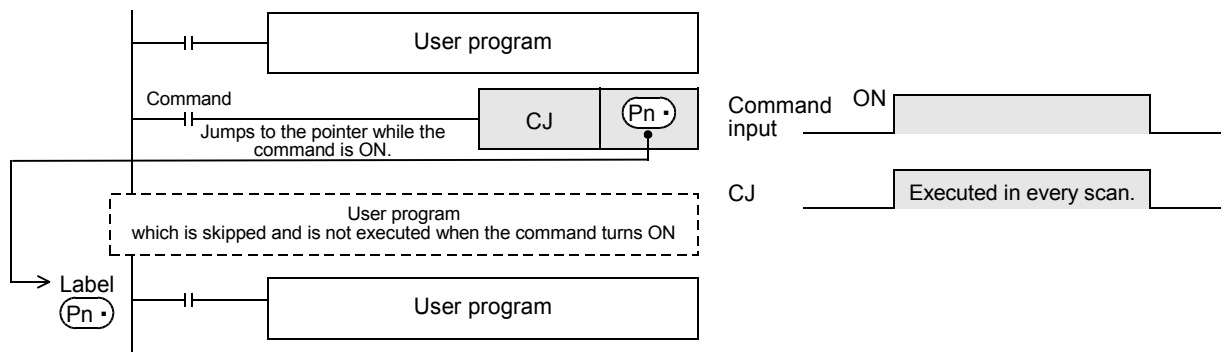 User program
Command
CJ
Pn ·
Jumps to the pointer while the
command is ON.
User program
which is skipped and is not executed when the command turns ON
Label
Pn ·
User program
Command
input
ON
CJ
Executed in every scan.